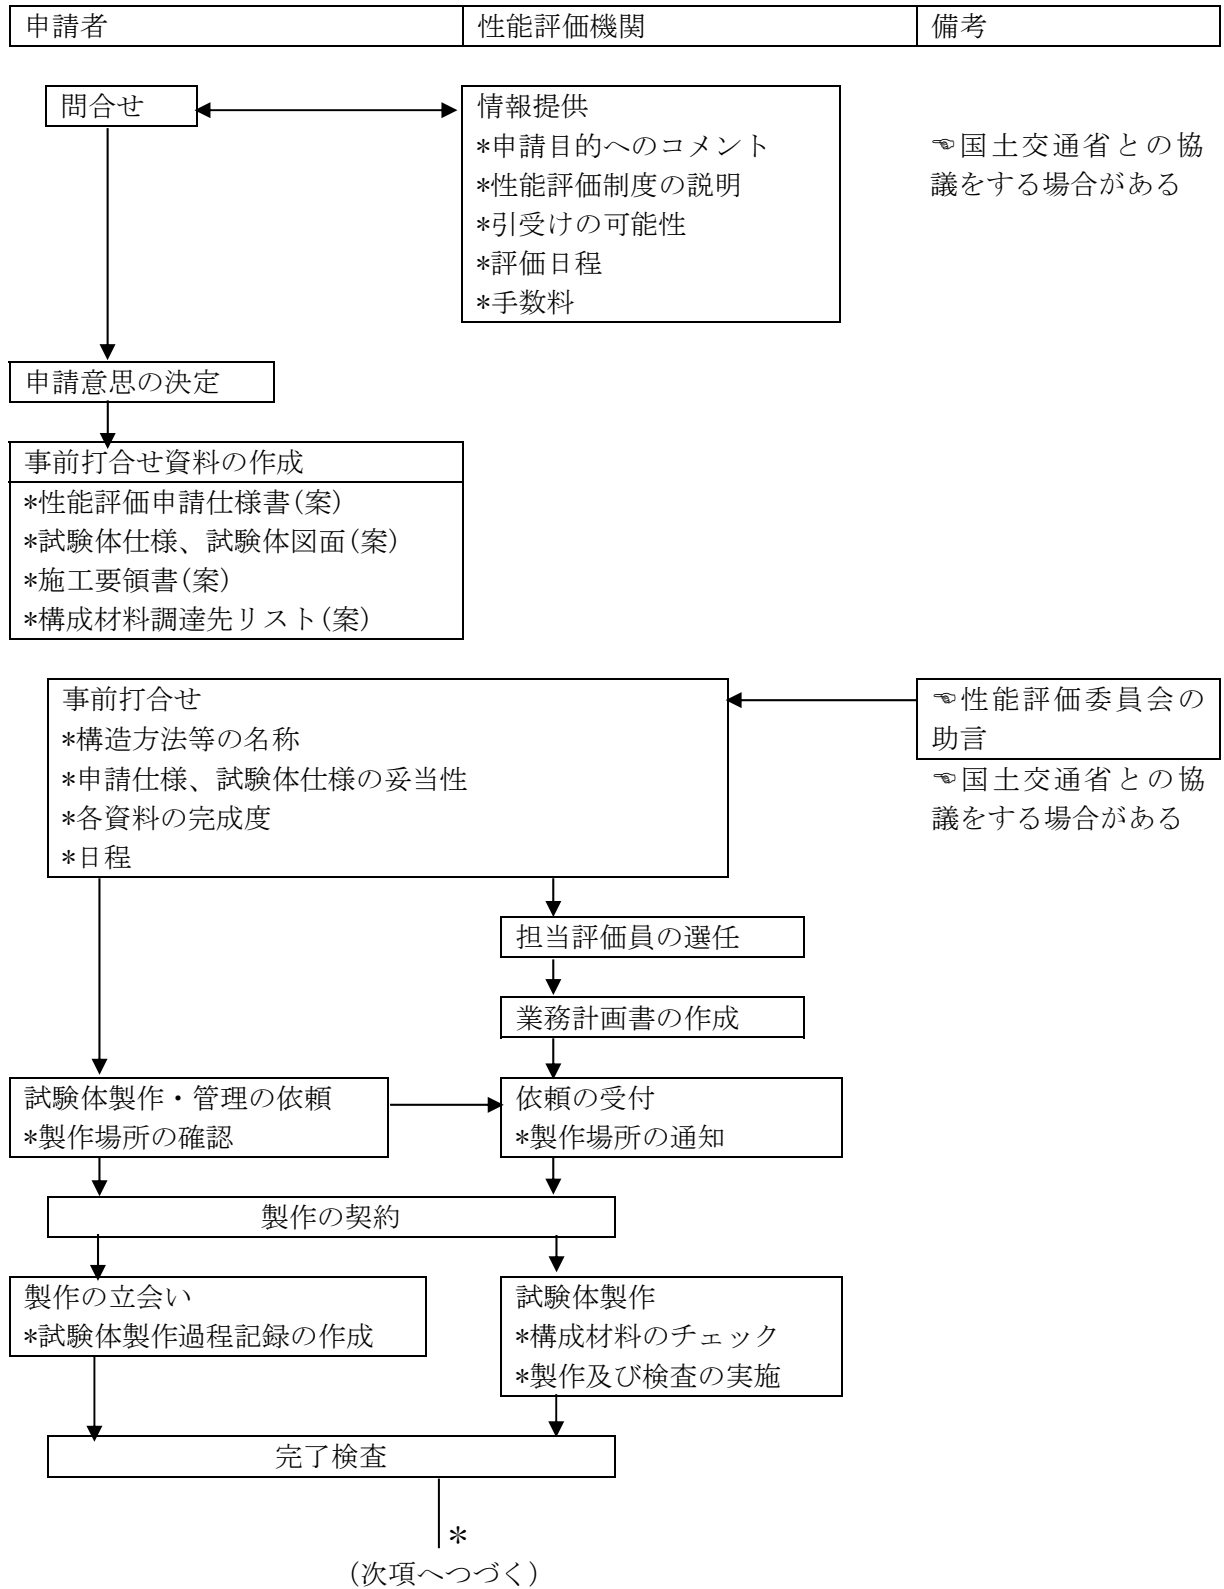 申請者
性能評価機関
備考
問合せ
情報提供
*申請目的へのコメント
*性能評価制度の説明
*引受けの可能性
*評価日程
*手数料
☜国土交通省との協
議をする場合がある
申請意思の決定
事前打合せ資料の作成
*性能評価申請仕様書(案)
*試験体仕様、試験体図面(案)
*施工要領書(案)
*構成材料調達先リスト(案)
事前打合せ
*構造方法等の名称
*申請仕様、試験体仕様の妥当性
*各資料の完成度
*日程
☜性能評価委員会の
助言
☜国土交通省との協
議をする場合がある
担当評価員の選任
業務計画書の作成
試験体製作・管理の依頼
*製作場所の確認
依頼の受付
*製作場所の通知
製作の契約
製作の立会い
*試験体製作過程記録の作成
試験体製作
*構成材料のチェック
*製作及び検査の実施
完了検査
*
(次項へつづく)